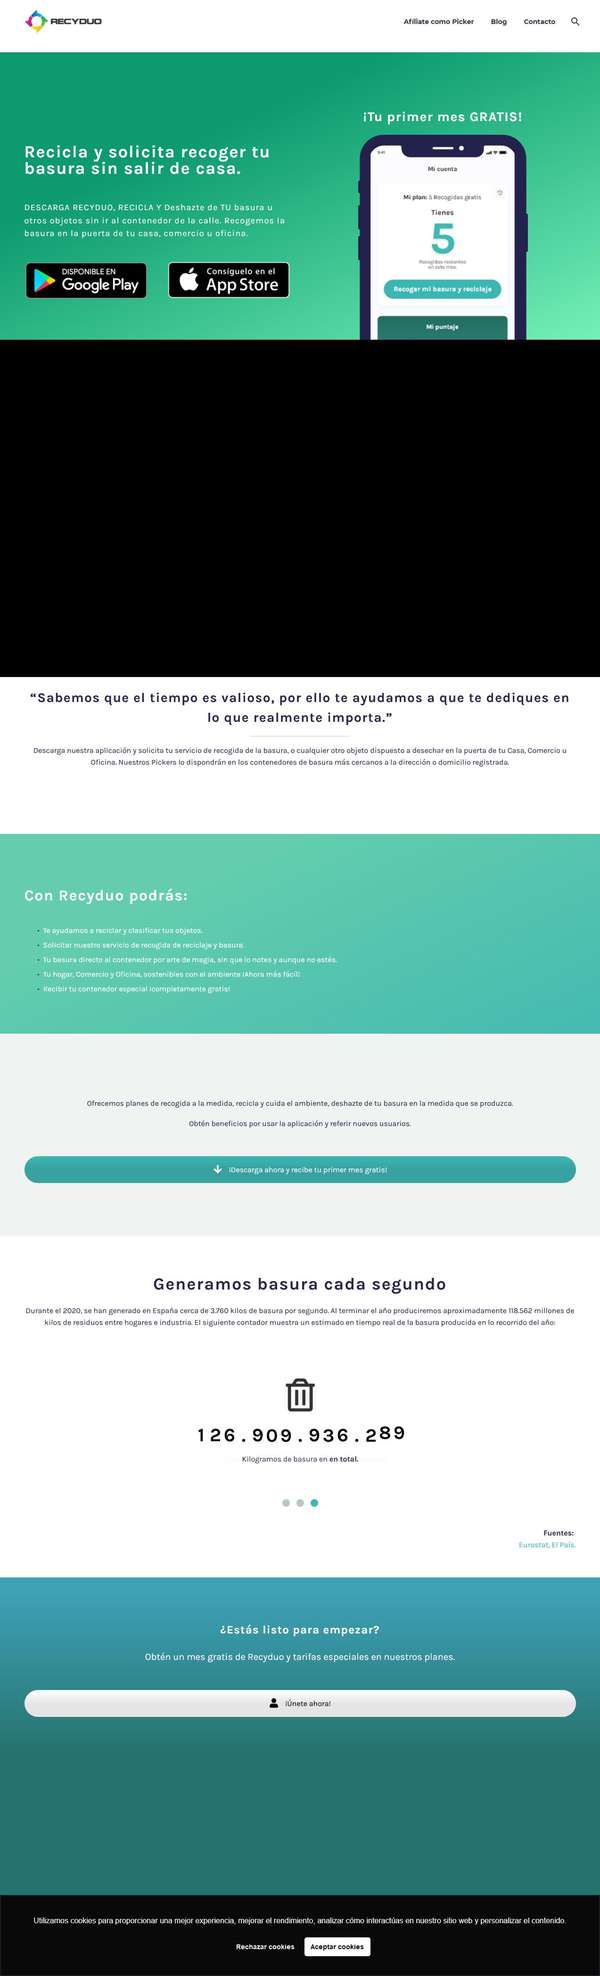 RECYDUO
Afíliate como Picker
Blog
Contacto
Recicla y solicita recoger tu
basura sin salir de casa.
DESCARGA RECYDUO, RECICLA Y Deshazte de TU basura u
otros objetos sin ir al contenedor de la calle. Recogemos la
basura en la puerta de tu casa, comercio u oficina.
DISPONIBLE EN
Google Play
Consíguelo en el
App Store
¡Tu primer mes GRATIS!
9:41
Mi cuenta
Mi plan: 5 Recogidas gratis
Tienes
5
Recogidas restantes
en este mes.
Recoger mi basura y reciclaje
Mi puntaje
“Sabemos que el tiempo es valioso, por ello te ayudamos a que te dediques en
lo que realmente importa.”
Descarga nuestra aplicación y solicita tu servicio de recogida de la basura, o cualquier otro objeto dispuesto a desechar en la puerta de tu Casa, Comercio u
Oficina. Nuestros Pickers lo dispondrán en los contenedores de basura más cercanos a la dirección o domicilio registrada.
Con Recyduo podrás:
• Te ayudamos a reciclar y clasificar tus objetos.
• Solicitar nuestro servicio de recogida de reciclaje y basura.
• Tu basura directo al contenedor por arte de magia, sin que lo notes y aunque no estés.
• Tu hogar, Comercio y Oficina, sostenibles con el ambiente ¡Ahora más fácil!
• Recibir tu contenedor especial ¡completamente gratis!
Ofrecemos planes de recogida a la medida, recicla y cuida el ambiente, deshazte de tu basura en la medida que se produzca.
Obtén beneficios por usar la aplicación y referir nuevos usuarios.
¡Descarga ahora y recibe tu primer mes gratis!
Generamos basura cada segundo
Durante el 2020, se han generado en España cerca de 3.760 kilos de basura por segundo. Al terminar el año produciremos aproximadamente 118.562 millones de
kilos de residuos entre hogares e industria. El siguiente contador muestra un estimado en tiempo real de la basura producida en lo recorrido del año:
126.909.936.289
Kilogramos de basura en en total.
Fuentes:
Eurostat, El País.
¿Estás listo para empezar?
Obtén un mes gratis de Recyduo y tarifas especiales en nuestros planes.
¡Únete ahora!
Utilizamos cookies para proporcionar una mejor experiencia, mejorar el rendimiento, analizar cómo interactúas en nuestro sitio web y personalizar el contenido.
Rechazar cookies
Aceptar cookies